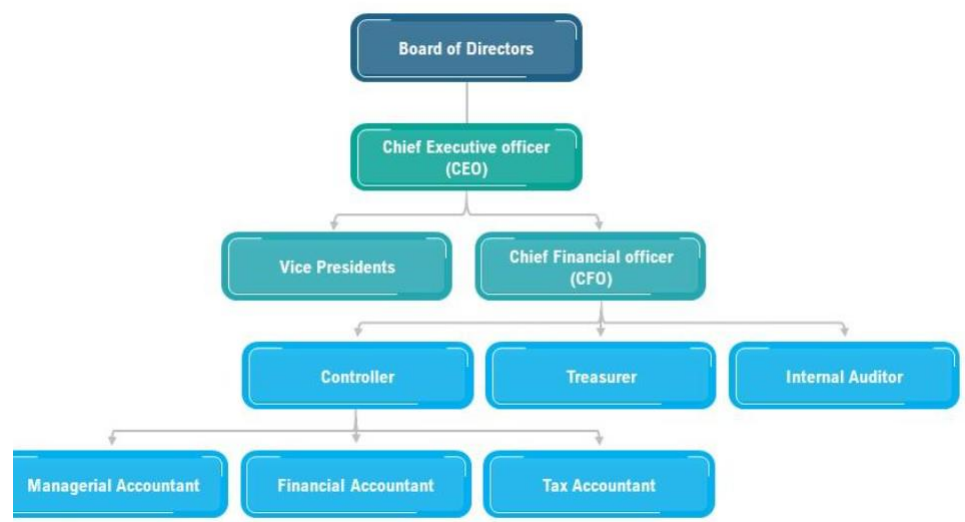 Board of Directors
Chief Executive officer
(CEO)
Vice Presidents
Chief Financial officer
(CFO)
Controller
Treasurer
Internal Auditor
Managerial Accountant
Financial Accountant
Tax Accountant